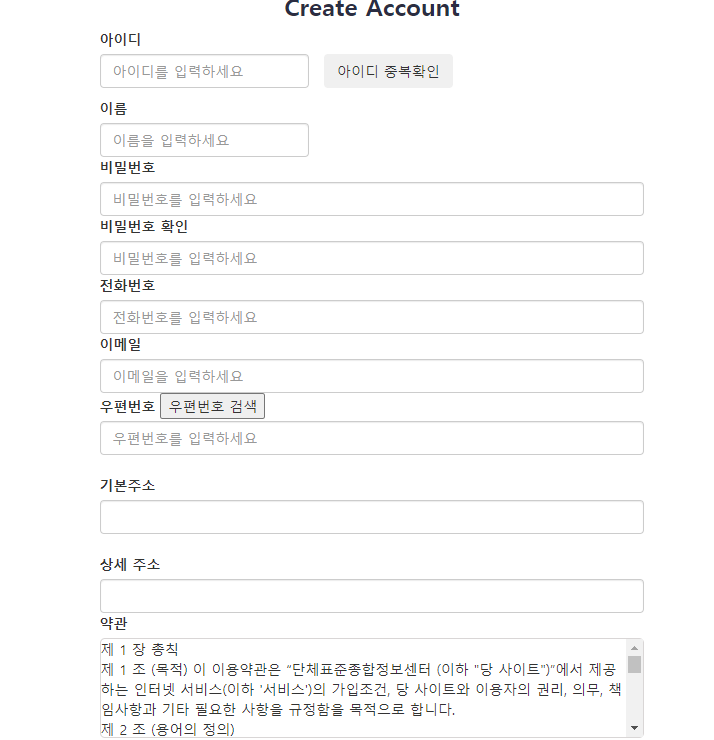 Create Account
아이디
아이디를 입력하세요 아이디 중복확인
이름
이름을 입력하세요
비밀번호
비밀번호를 입력하세요
비밀번호 확인
비밀번호를 입력하세요
전화번호
전화번호를 입력하세요
이메일
이메일을 입력하세요
우편번호 우편번호 검색
우편번호를 입력하세요
기본주소
상세 주소
약관
제 1 장 총칙
제 1 조 (목적) 이 이용약관은 “단체표준종합정보센터 (이하 "당 사이트")”에서 제공
하는 인터넷 서비스(이하 '서비스')의 가입조건, 당 사이트와 이용자의 권리, 의무, 책
임사항과 기타 필요한 사항을 규정함을 목적으로 합니다.
제 2 조 (용어의 정의)